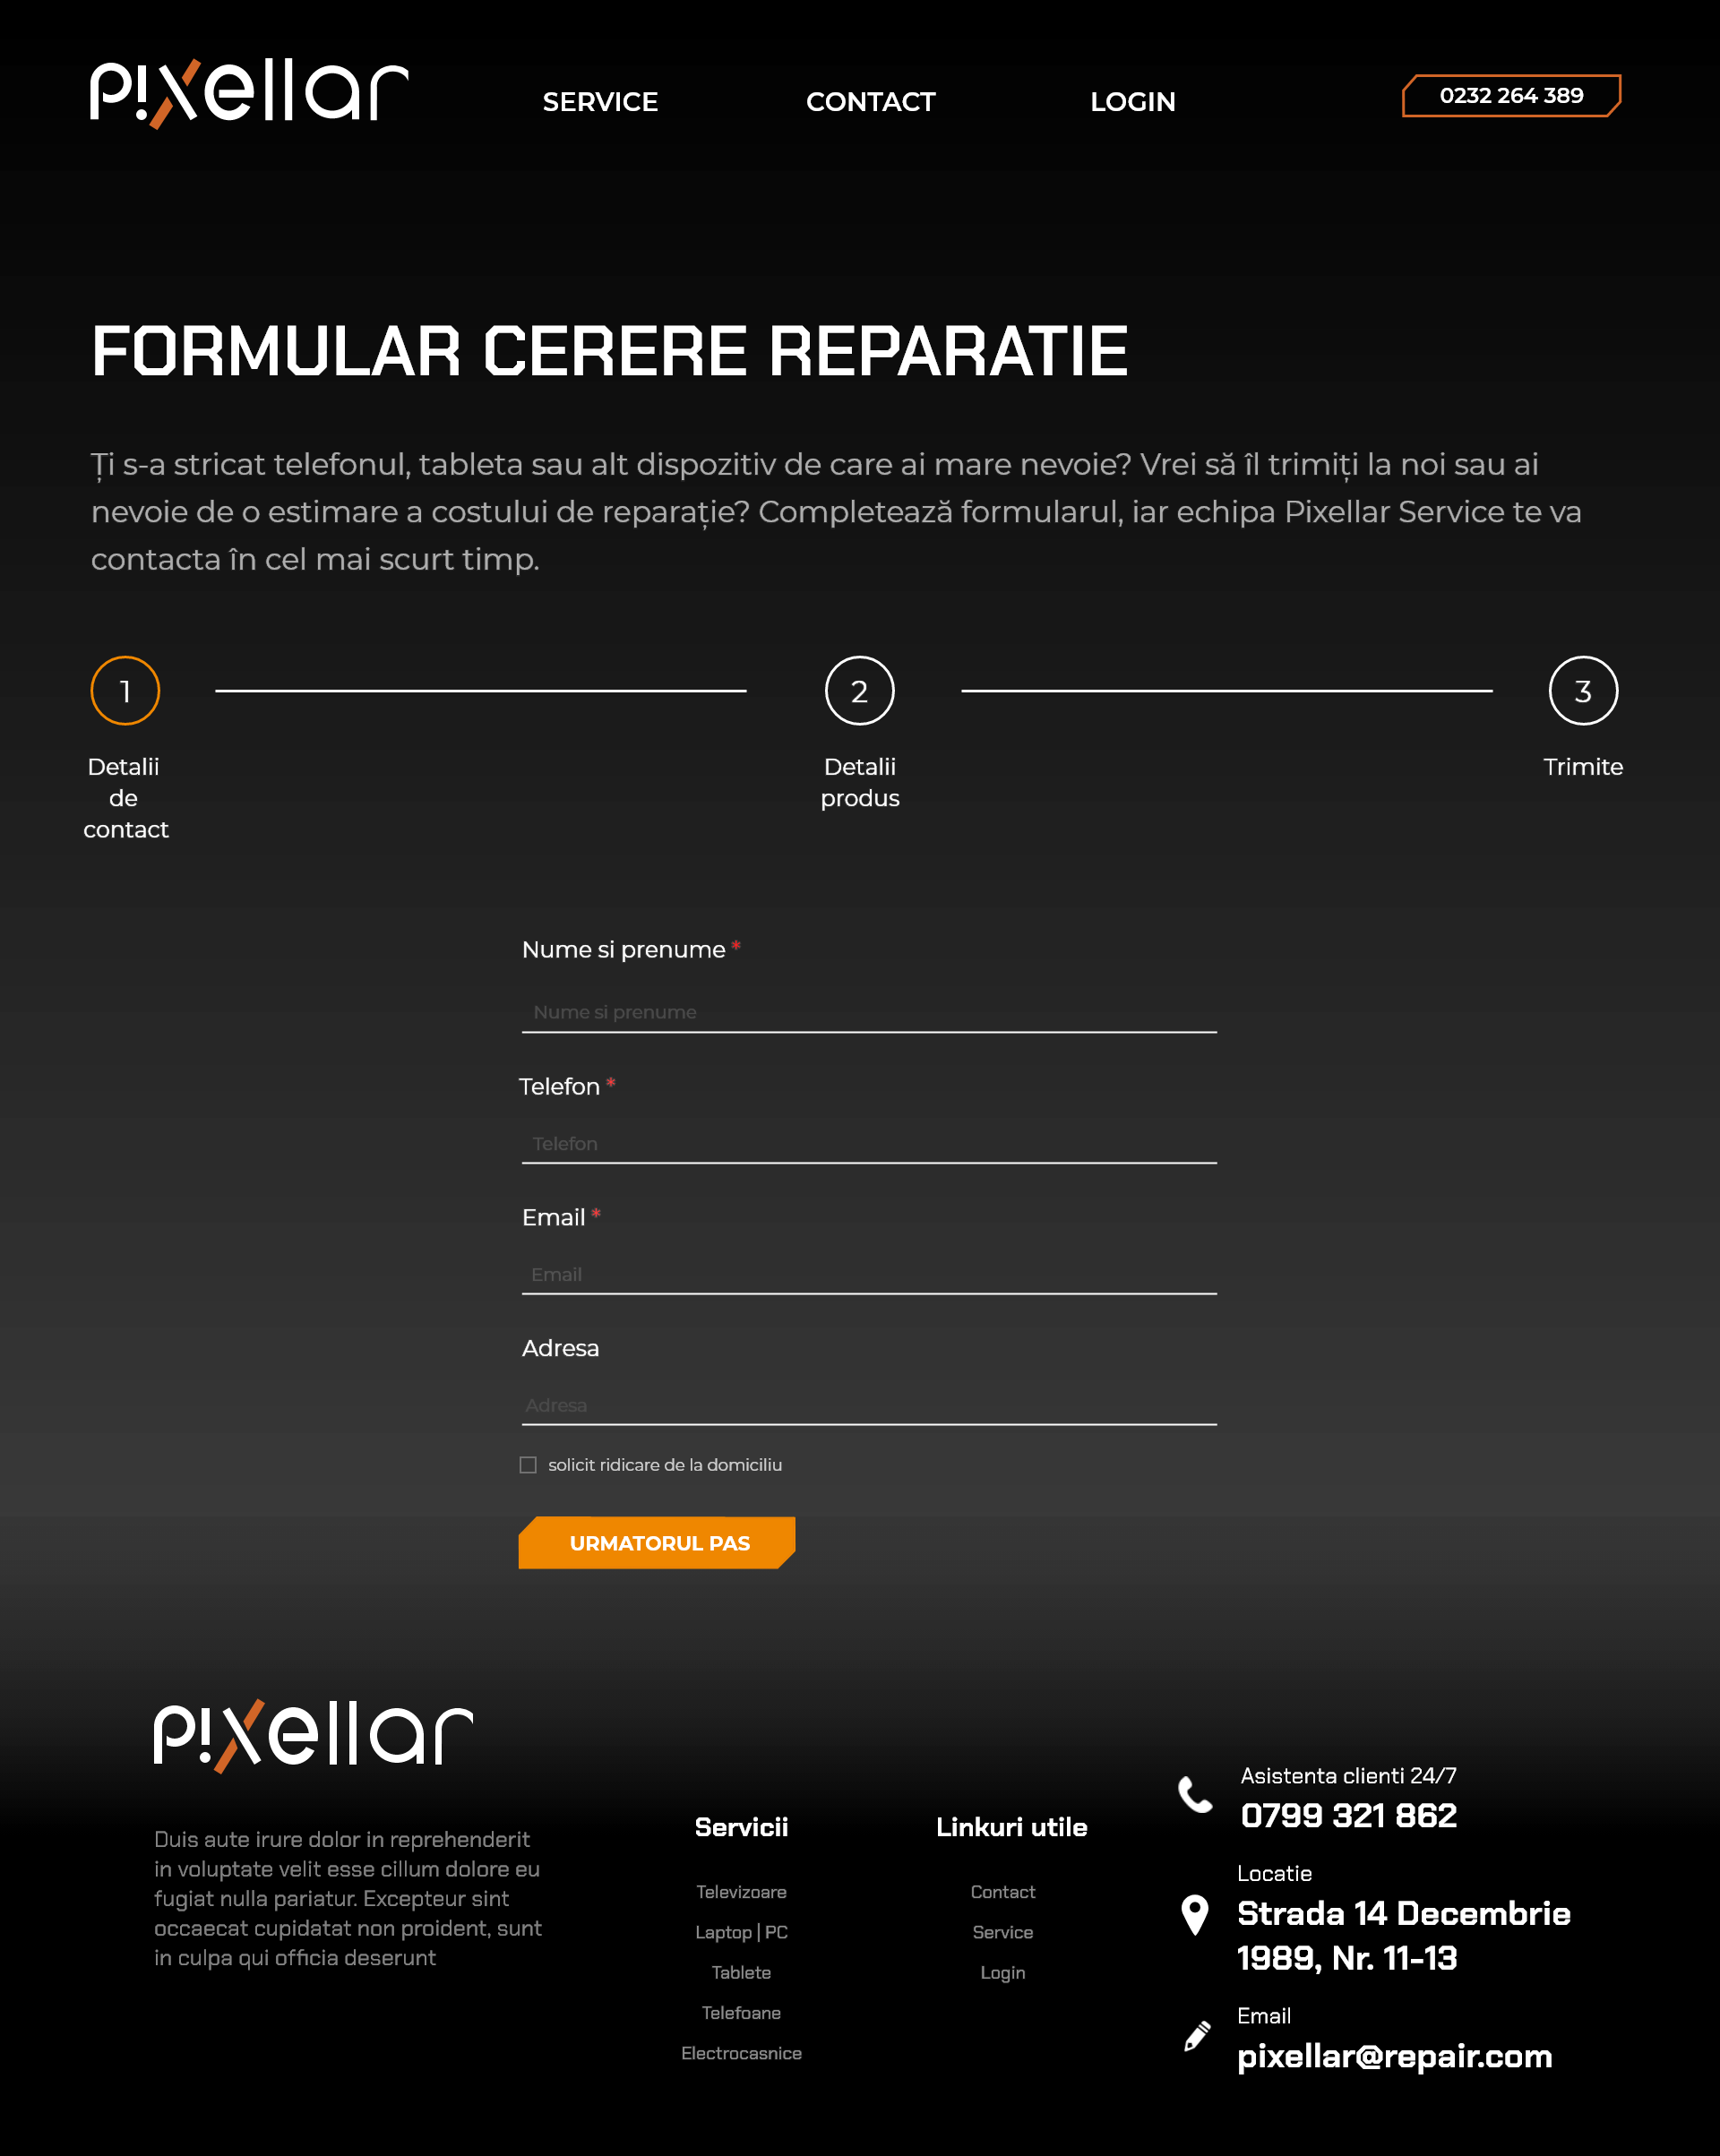 pixellar
SERVICE
CONTACT
LOGIN
0232 264 389
FORMULAR CERERE REPARATIE
Ți s-a stricat telefonul, tableta sau alt dispozitiv de care ai mare nevoie? Vrei să îl trimiți la noi sau ai
nevoie de o estimare a costului de reparație? Completează formularul, iar echipa Pixellar Service te va
contacta în cel mai scurt timp.
1
2
3
Detalii
de
contact
Detalii
produs
Trimite
Nume si prenume *
Nume si prenume
Telefon *
Telefon
Email *
Email
Adresa
Adresa
solicit ridicare de la domiciliu
URMATORUL PAS
pixellar
Duis aute irure dolor in reprehenderit
in voluptate velit esse cillum dolore eu
fugiat nulla pariatur. Excepteur sint
occaecat cupidatat non proident, sunt
in culpa qui officia deserunt
Servicii
Televizoare
Laptop | PC
Tablete
Telefoane
Electrocasnice
Linkuri utile
Contact
Service
Login
Asistenta clienti 24/7
0799 321 862
Locatie
Strada 14 Decembrie
1989, Nr. 11-13
Email
pixellar@repair.com